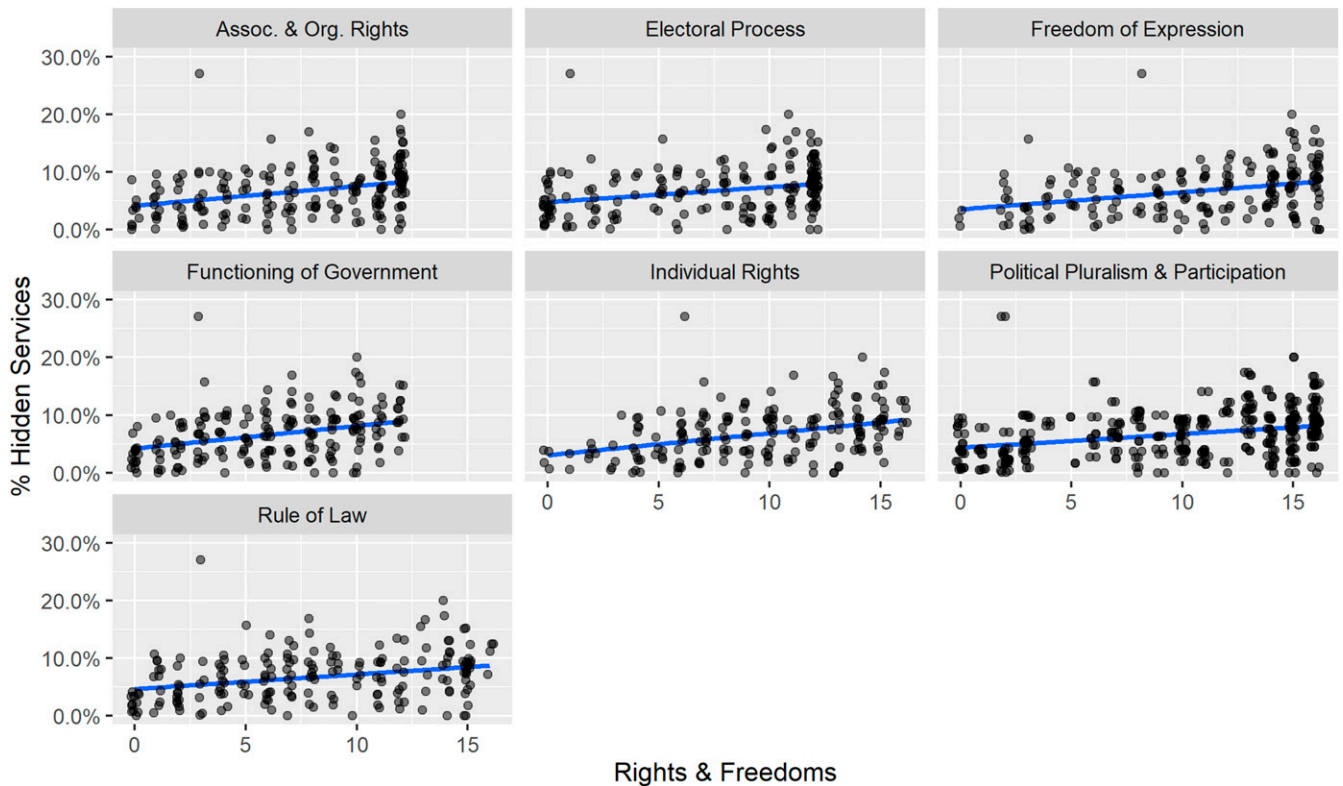 Assoc. & Org. Rights
Electoral Process
Freedom of Expression
30.0%
20.0%
10.0%
0.0%
Functioning of Government
Individual Rights
Political Pluralism & Participation
30.0%
20.0%
10.0%
0.0%
0 5 10 15
0 5 10 15
Rule of Law
30.0%
20.0%
10.0%
0.0%
0 5 10 15
% Hidden Services
Rights & Freedoms